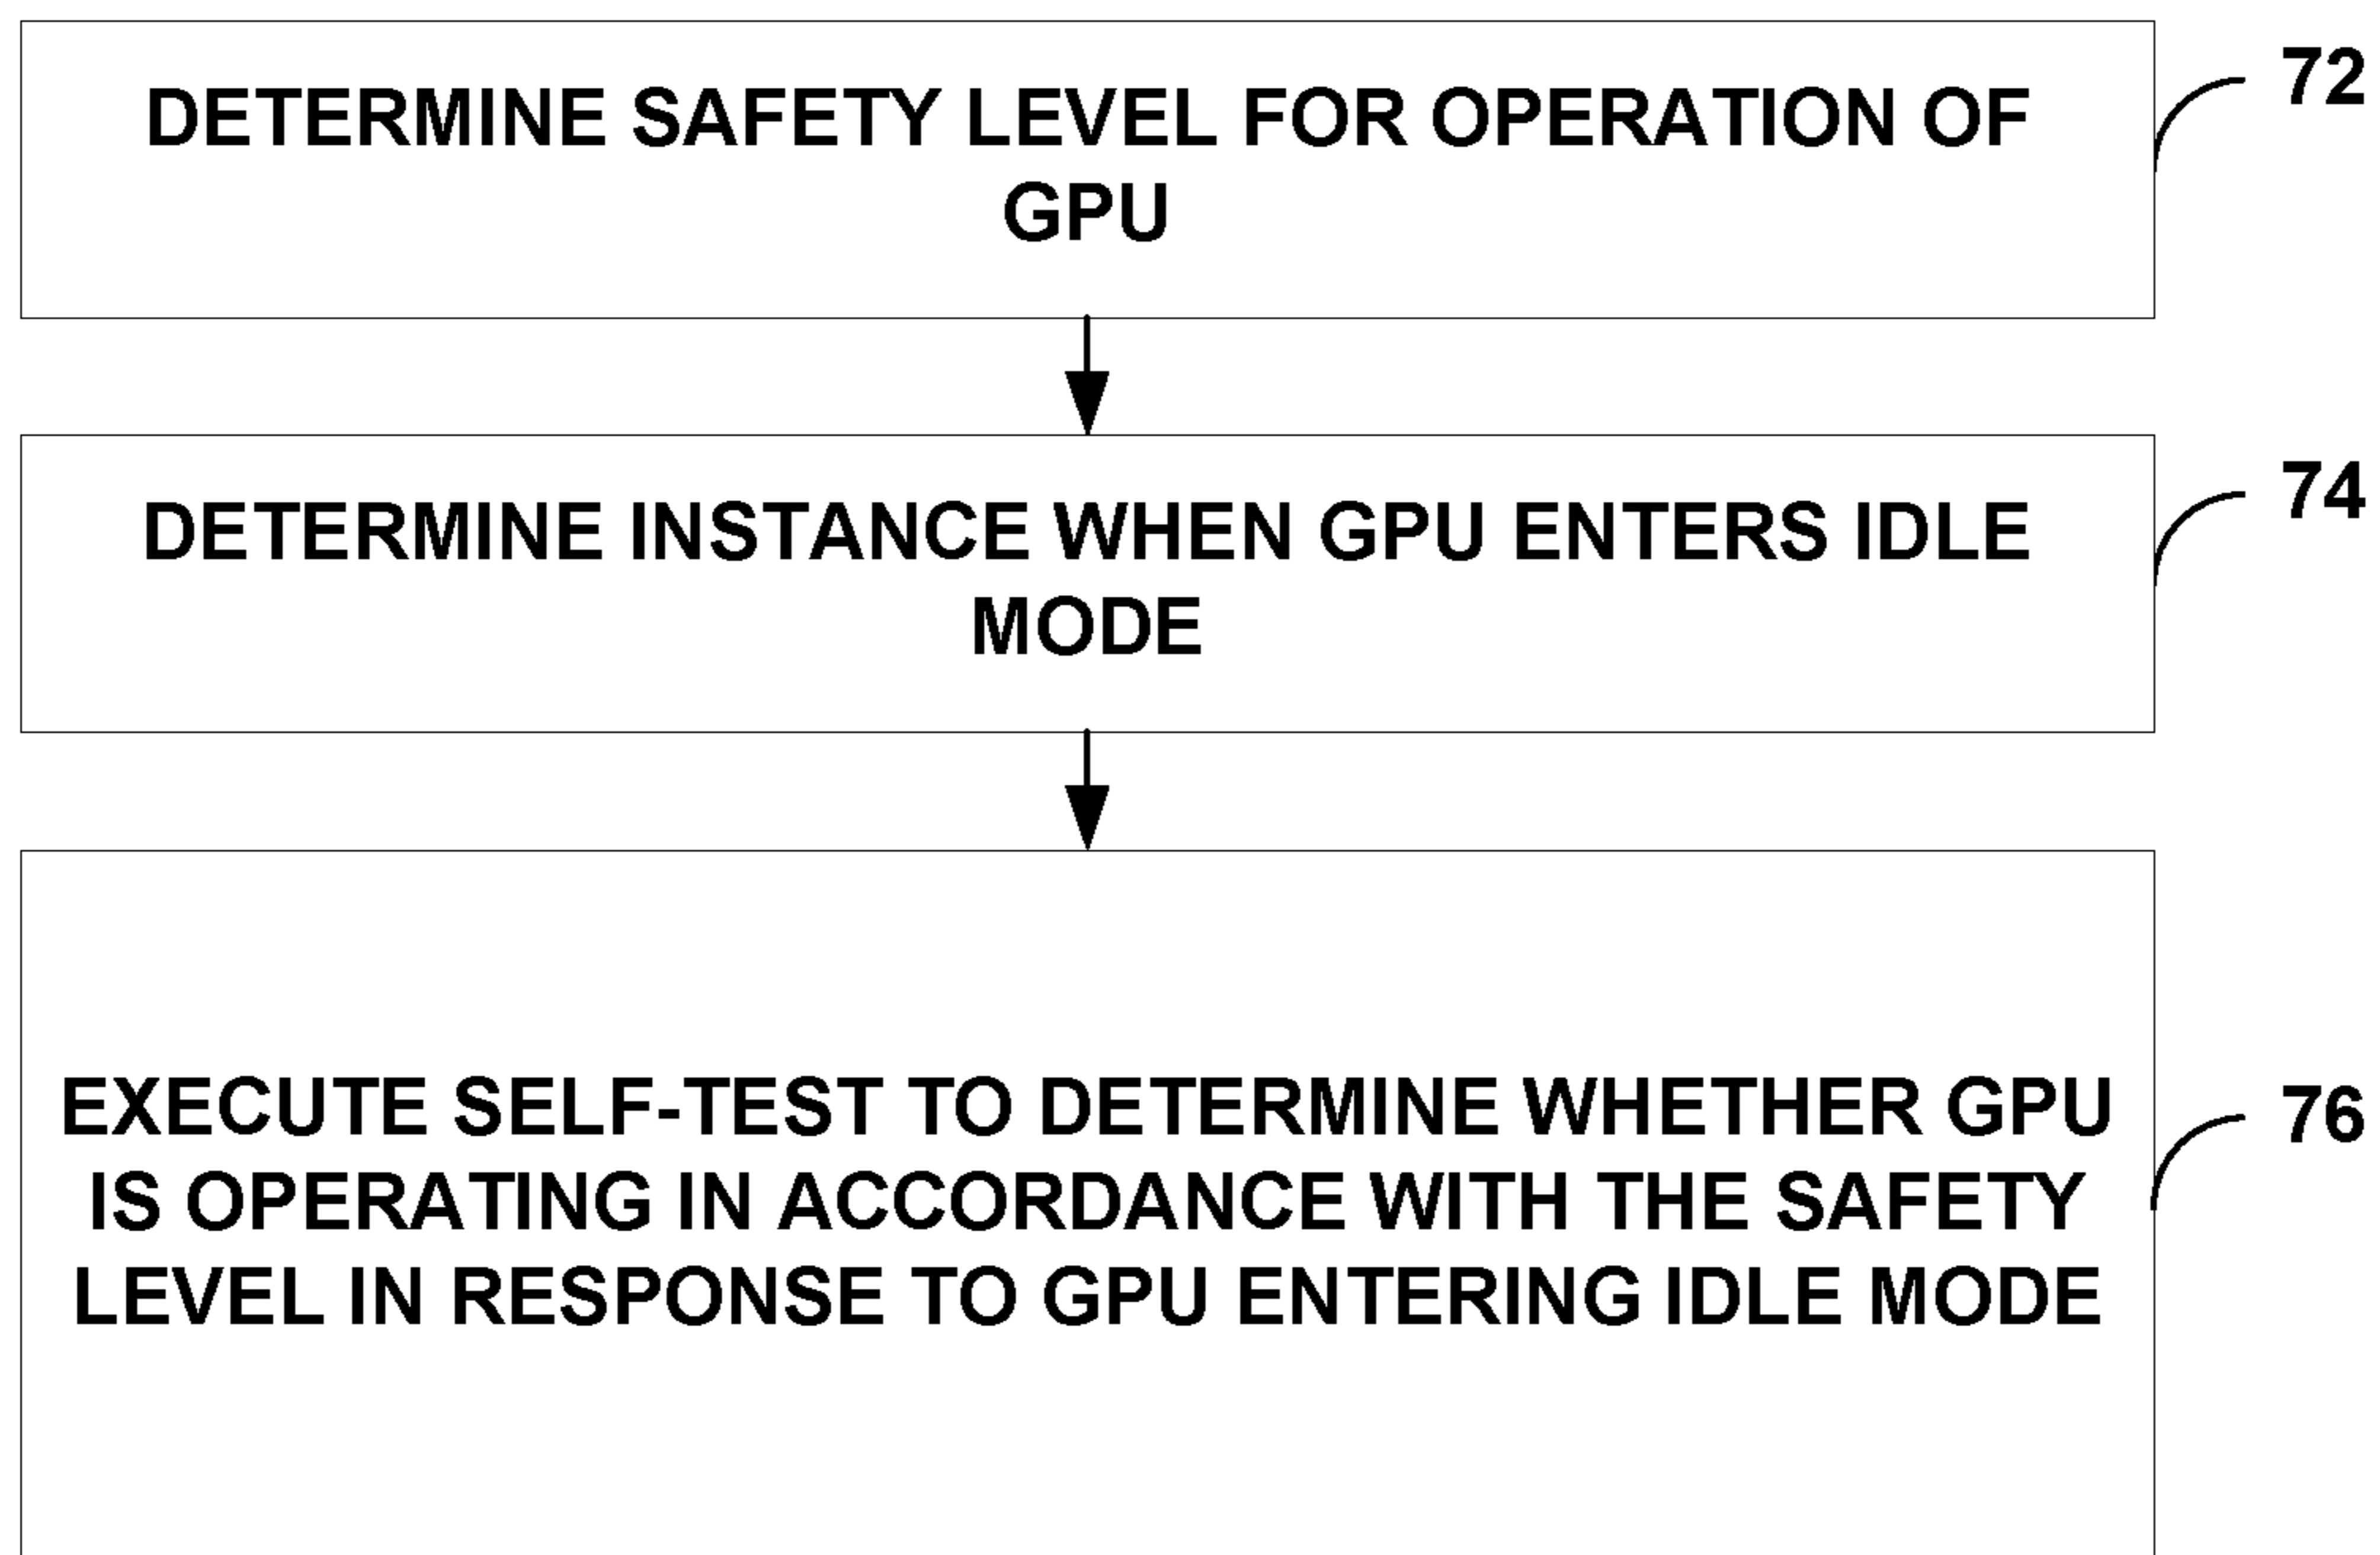 DETERMINE SAFETY LEVEL FOR OPERATION OF
GPU
72
DETERMINE INSTANCE WHEN GPU ENTERS IDLE
MODE
74
EXECUTE SELF-TEST TO DETERMINE WHETHER GPU
IS OPERATING IN ACCORDANCE WITH THE SAFETY
LEVEL IN RESPONSE TO GPU ENTERING IDLE MODE
76